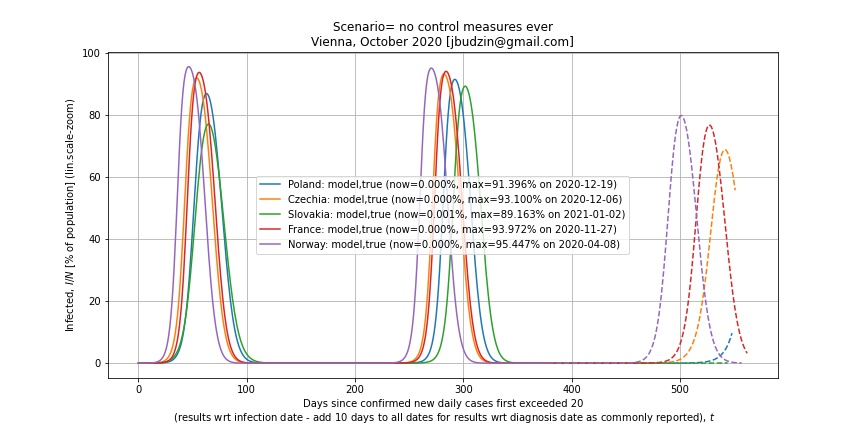 Scenario= no control measures ever
Vienna, October 2020 [jbudzin@gmail.com]
Infected, I/N [% of population] (lin.scale-zoom)
100
80
60
40
20
0
Poland: model,true (now=0.000%, max=91.396% on 2020-12-19)
Czechia: model,true (now=0.000%, max=93.100% on 2020-12-06)
Slovakia: model,true (now=0.001%, max=89.163% on 2021-01-02)
France: model,true (now=0.000%, max=93.972% on 2020-11-27)
Norway: model,true (now=0.000%, max=95.447% on 2020-04-08)
0 100 200 300 400 500
Days since confirmed new daily cases first exceeded 20
(results wrt infection date - add 10 days to all dates for results wrt diagnosis date as commonly reported), t